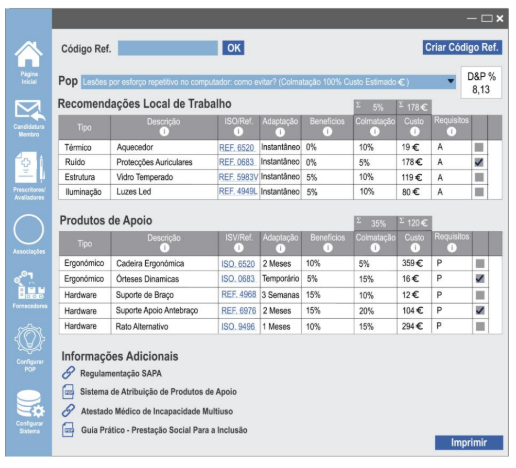 Código Ref.
OK
Criar Código Ref.
Página Inicial
Pop Lesões por esforço repetitivo no computador: como evitar? (Colmatação 100% Custo Estimado €)
D&P %
8,13
Candidatura Membro
Prescritores/ Avaliadores
Associações
Fornecedores
Configurar POP
Configurar Sistema
Recomendações Local de Trabalho
Σ 5% Σ 178 €
Tipo Descrição ISO/Ref. Adaptação Benefícios Colmatação Custo Requisitos
Térmico Aquecedor REF. 6520 Instantâneo 0% 10% 19 € A
Ruído Protecções Auriculares REF. 0683 Instantâneo 0% 5% 178 € A
Estrutura Vidro Temperado REF. 5983V Instantâneo 5% 10% 119 € A
Iluminação Luzes Led REF. 4949L Instantâneo 5% 10% 80 € A
Produtos de Apoio
Σ 35% Σ 120 €
Tipo Descrição ISV/Ref. Adaptação Benefícios Colmatação Custo Requisitos
Ergonómico Cadeira Ergonómica ISO. 6520 2 Meses 10% 5% 359 € P
Ergonómico Órteses Dinamicas ISO. 0683 Temporário 5% 15% 16 € P
Hardware Suporte de Braço REF. 4968 3 Semanas 15% 10% 12 € P
Hardware Suporte Apoio Antebraço REF. 6976 2 Meses 15% 20% 104 € P
Hardware Rato Alternativo ISO. 9496 1 Meses 10% 15% 294 € P
Informações Adicionais
Regulamentação SAPA
Sistema de Atribuição de Produtos de Apoio
Atestado Médico de Incapacidade Multiuso
Guia Prático - Prestação Social Para a Inclusão
Imprimir